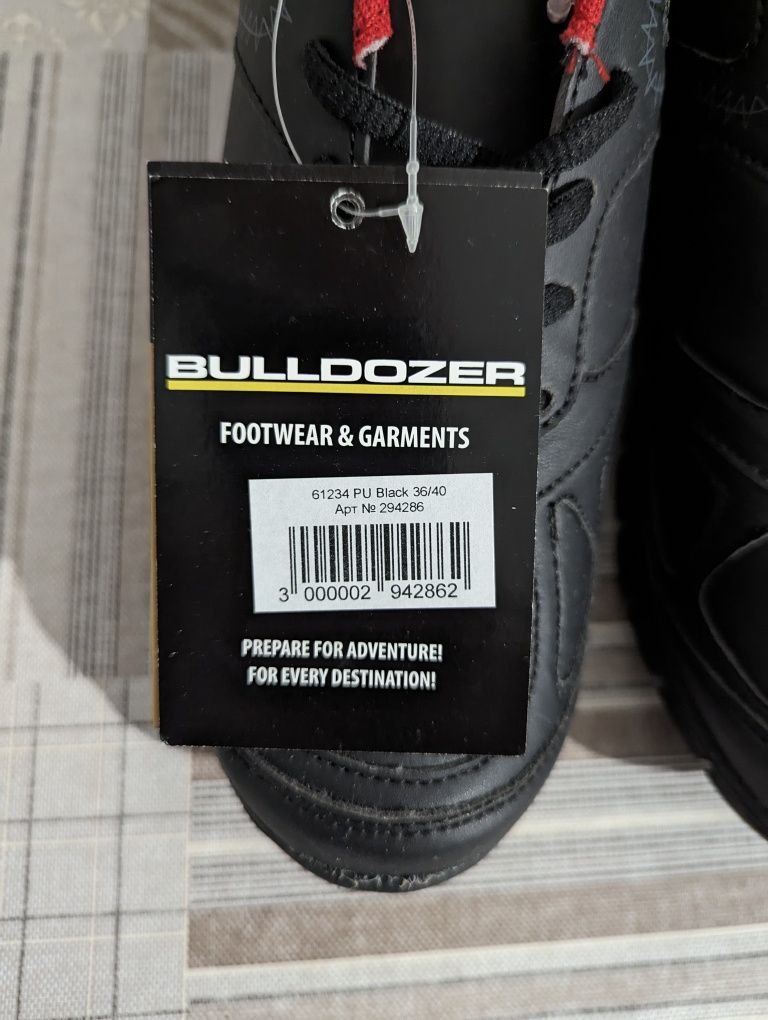 BULLDOZER
FOOTWEAR & GARMENTS
61234 PU Black 36/40
Арт № 294286
3 000002 942862
PREPARE FOR ADVENTURE!
FOR EVERY DESTINATION!